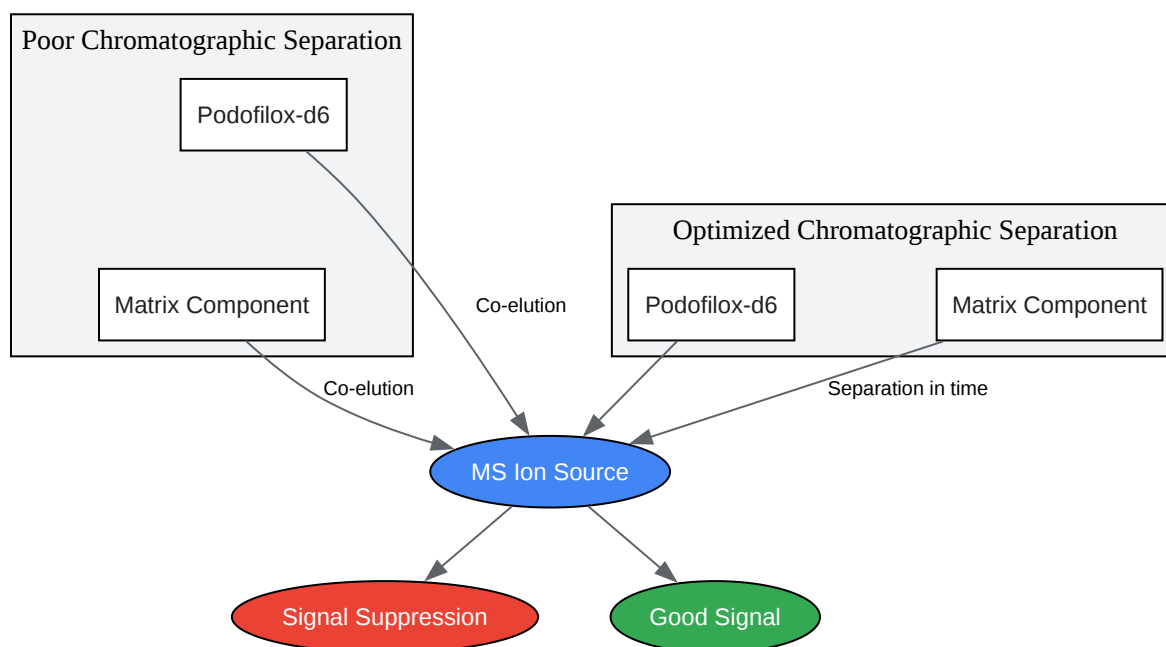 Poor Chromatographic Separation
Podofilox-d6
Matrix Component
Optimized Chromatographic Separation
Podofilox-d6
Matrix Component
Co-elution
Co-elution
Separation in time
MS Ion Source
Signal Suppression
Good Signal